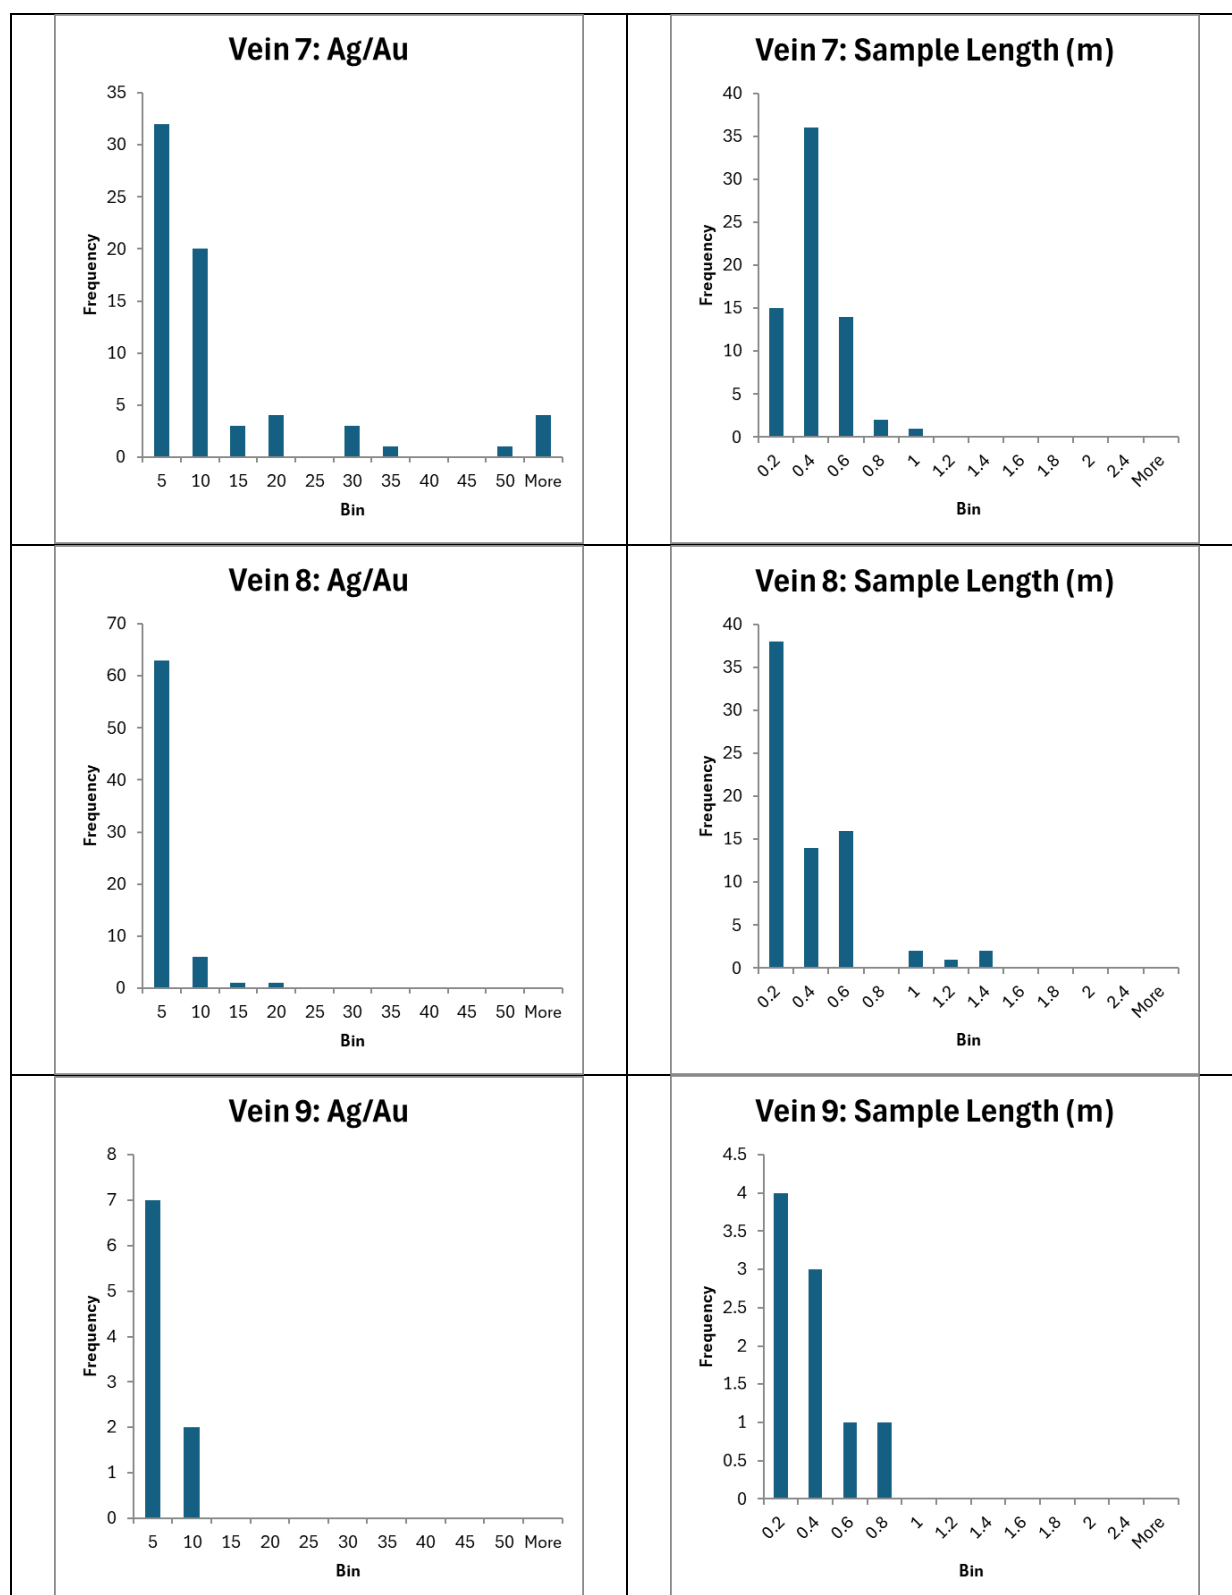 Vein 7: Ag/Au
35
30
25
20
15
10
5
0
Frequency
5 10 15 20 25 30 35 40 45 50 More
Bin
Vein 7: Sample Length (m)
40
35
30
25
20
15
10
5
0
Frequency
0.2 0.4 0.6 0.8 1 1.2 1.4 1.6 1.8 2 2.4 More
Bin
Vein 8: Ag/Au
70
60
50
40
30
20
10
0
Frequency
5 10 15 20 25 30 35 40 45 50 More
Bin
Vein 8: Sample Length (m)
40
35
30
25
20
15
10
5
0
Frequency
0.2 0.4 0.6 0.8 1 1.2 1.4 1.6 1.8 2 2.4 More
Bin
Vein 9: Ag/Au
8
7
6
5
4
3
2
1
0
Frequency
5 10 15 20 25 30 35 40 45 50 More
Bin
Vein 9: Sample Length (m)
4.5
4
3.5
3
2.5
2
1.5
1
0.5
0
Frequency
0.2 0.4 0.6 0.8 1 1.2 1.4 1.6 1.8 2 2.4 More
Bin